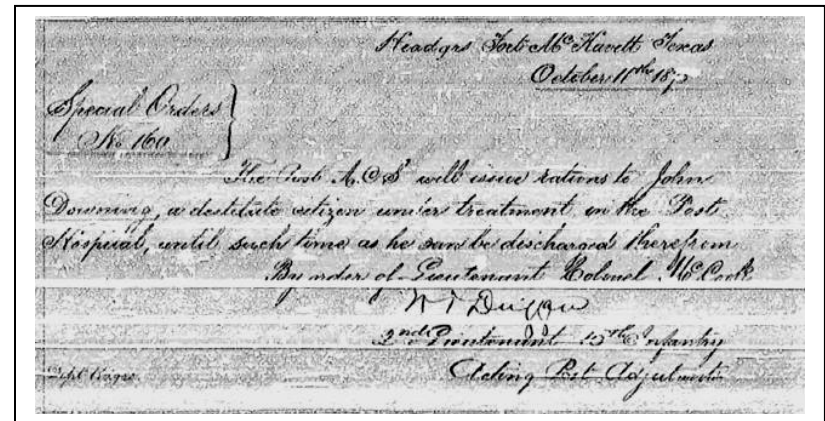 Headqrs Fort McKavett Texas
October 11th 187
Special Orders
No 160
The Post A.C.S. will issue rations to John
Downing, a destitute citizen under treatment in the Post
Hospital, until such time as he can be discharged therefrom
By order of Lieutenant Colonel McCook
W T Duggan
2nd Lieutenant 10th Infantry
Acting Post Adjutant